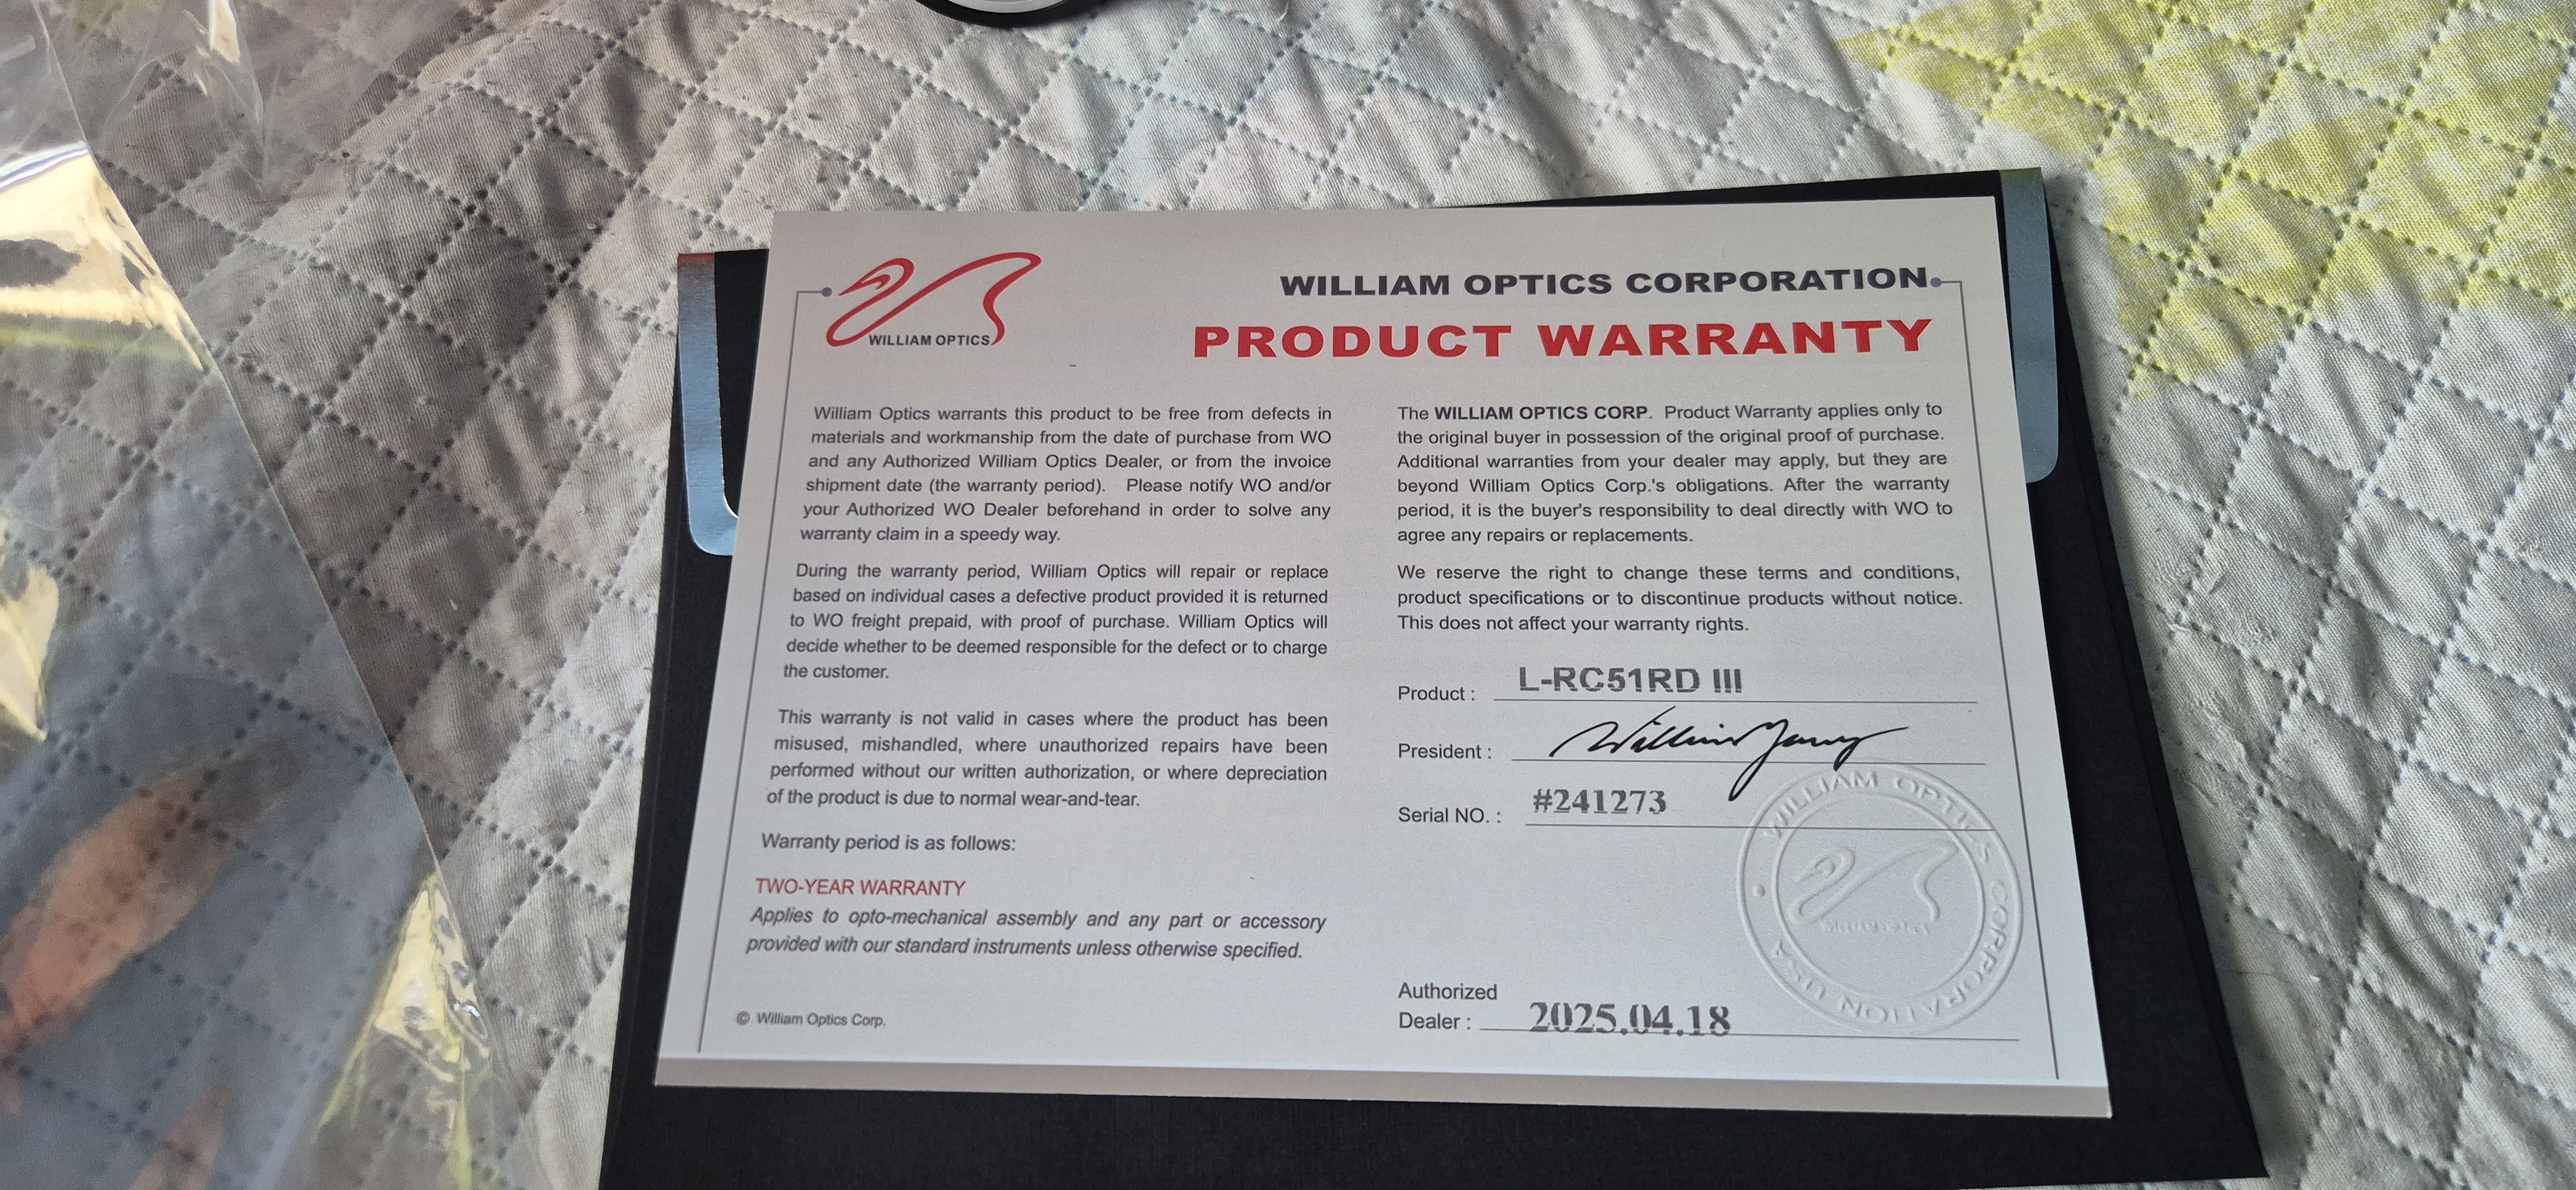 WILLIAM OPTICS
WILLIAM OPTICS CORPORATION
PRODUCT WARRANTY
William Optics warrants this product to be free from defects in
materials and workmanship from the date of purchase from WO
and any Authorized William Optics Dealer, or from the invoice
shipment date (the warranty period). Please notify WO and/or
your Authorized WO Dealer beforehand in order to solve any
warranty claim in a speedy way.
During the warranty period, William Optics will repair or replace
based on individual cases a defective product provided it is returned
to WO freight prepaid, with proof of purchase. William Optics will
decide whether to be deemed responsible for the defect or to charge
the customer.
This warranty is not valid in cases where the product has been
misused, mishandled, where unauthorized repairs have been
performed without our written authorization, or where depreciation
of the product is due to normal wear-and-tear.
Warranty period is as follows:
TWO-YEAR WARRANTY
Applies to opto-mechanical assembly and any part or accessory
provided with our standard instruments unless otherwise specified.
© William Optics Corp.
The WILLIAM OPTICS CORP. Product Warranty applies only to
the original buyer in possession of the original proof of purchase.
Additional warranties from your dealer may apply, but they are
beyond William Optics Corp.'s obligations. After the warranty
period, it is the buyer's responsibility to deal directly with WO to
agree any repairs or replacements.
We reserve the right to change these terms and conditions,
product specifications or to discontinue products without notice.
This does not affect your warranty rights.
Product : L-RC51RD III
President : William Yang
Serial NO. : #241273
WILLIAM OPTICS CORPORATION USA
WILLIAM OPTICS
Authorized
Dealer : 2025.04.18